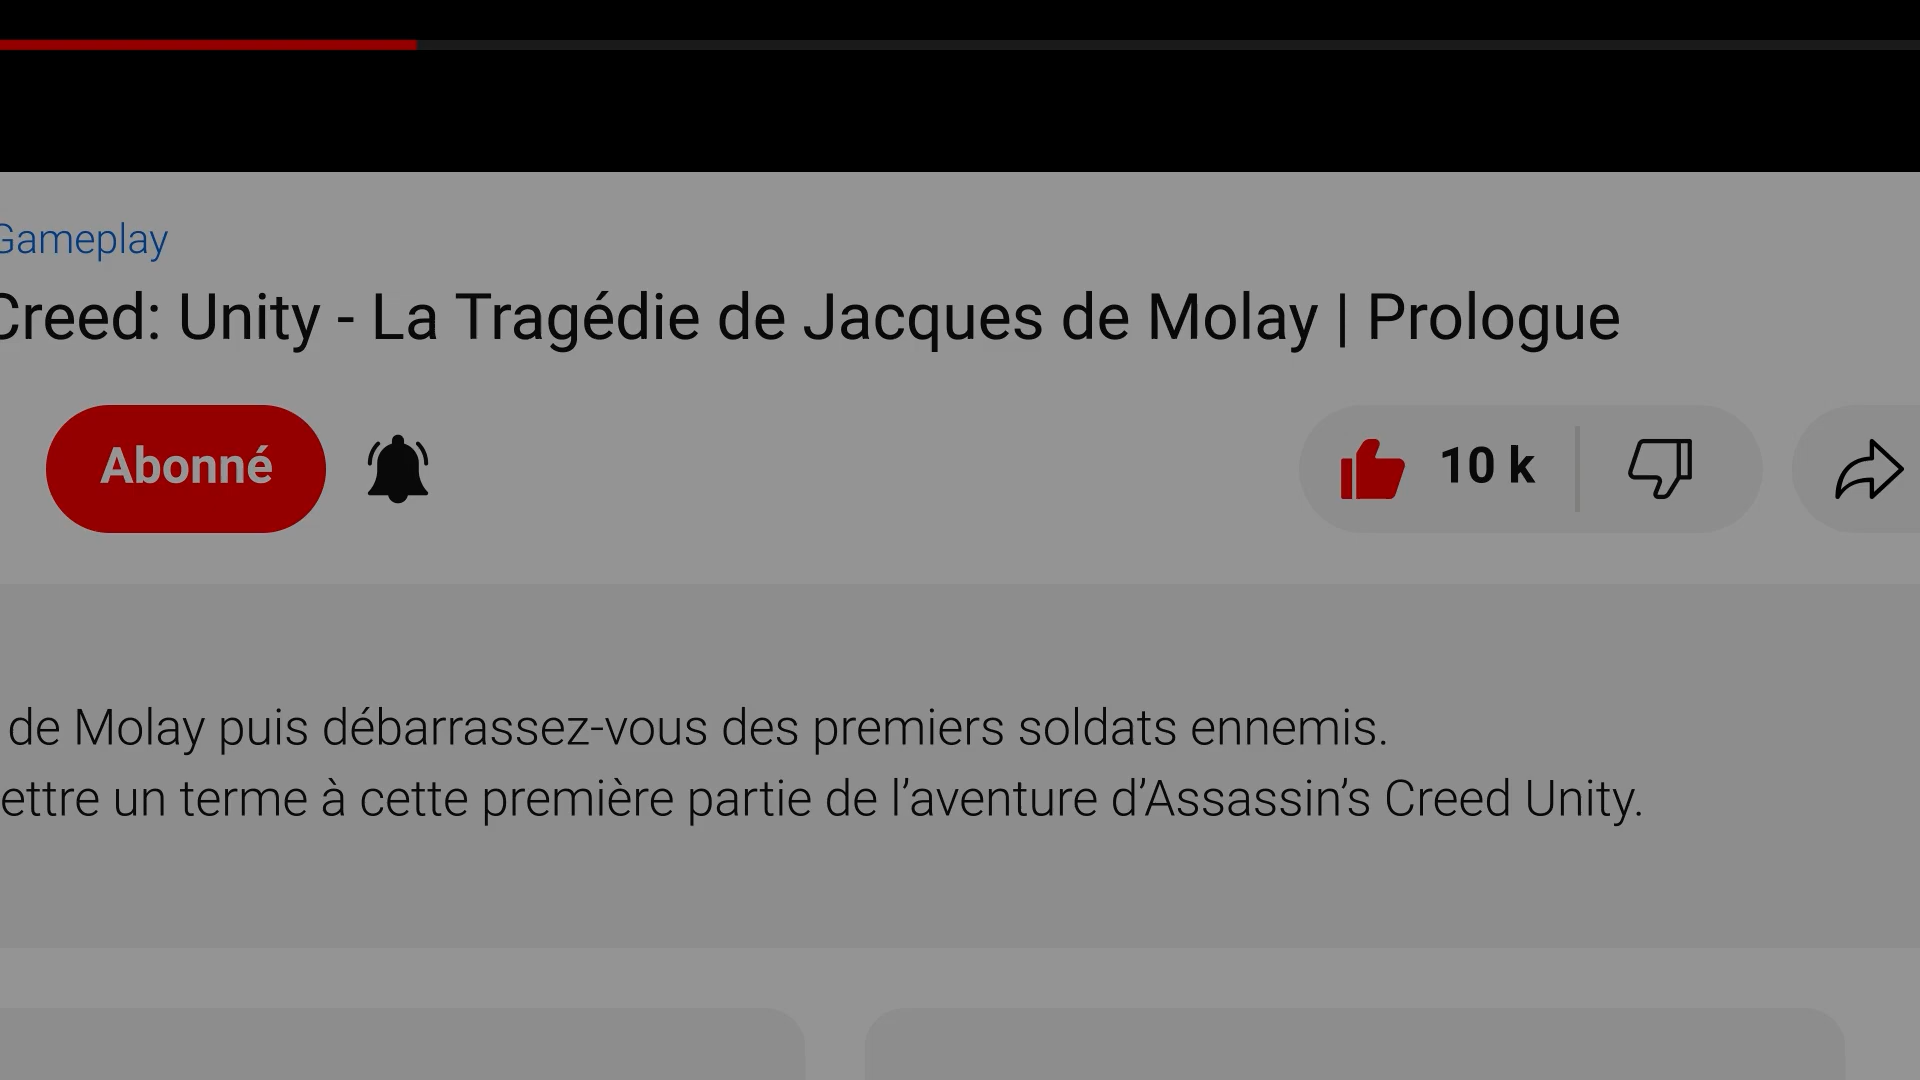 Gameplay
Creed: Unity - La Tragédie de Jacques de Molay | Prologue
Abonné
10 k
de Molay puis débarrassez-vous des premiers soldats ennemis.
ettre un terme à cette première partie de l’aventure d’Assassin’s Creed Unity.